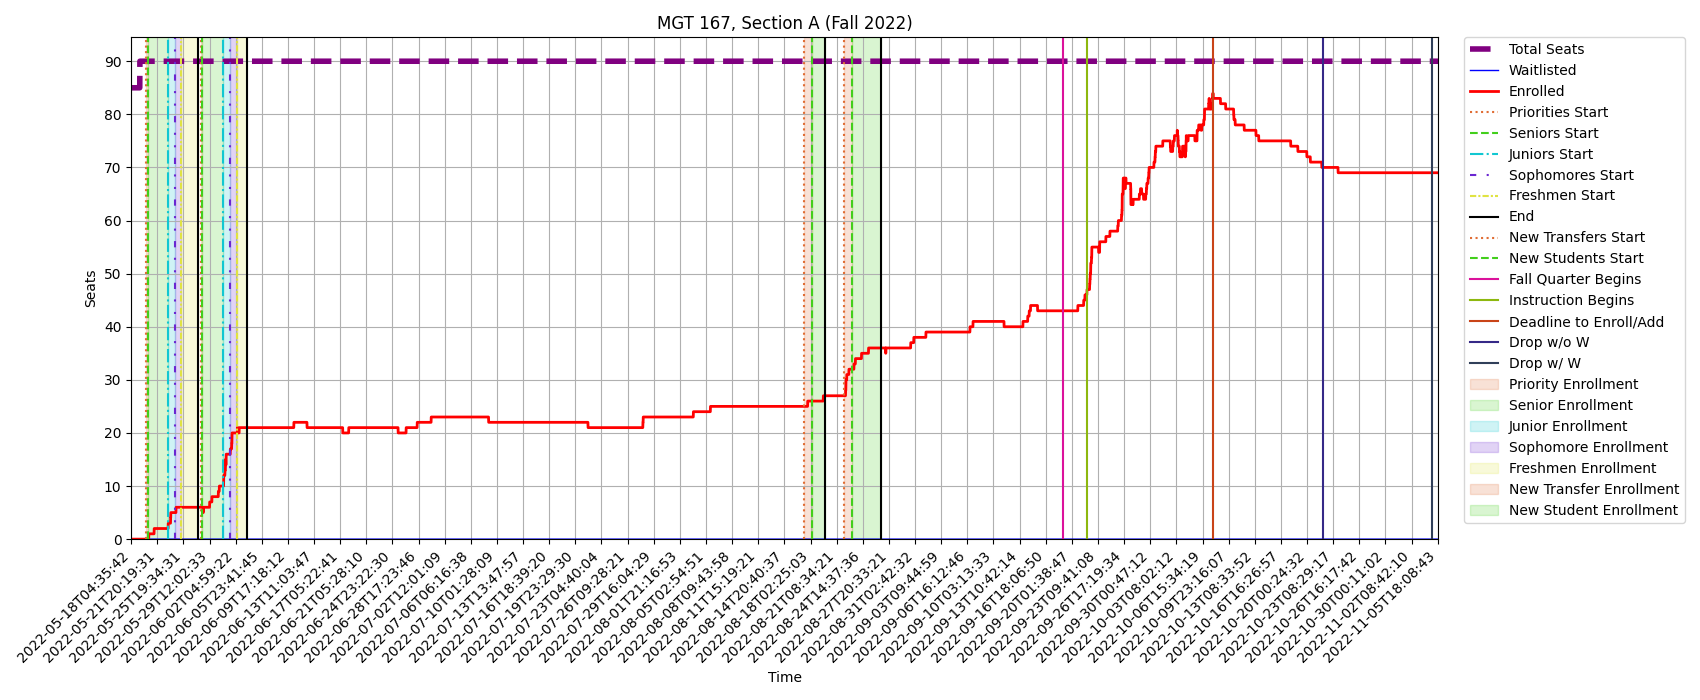 MGT 167, Section A (Fall 2022)
Seats
90
80
70
60
50
40
30
20
10
0
2022-05-18T04:35:42
2022-05-21T20:19:31
2022-05-25T19:34:31
2022-05-29T12:02:33
2022-06-02T04:59:22
2022-06-05T23:41:45
2022-06-09T17:18:12
2022-06-13T11:03:47
2022-06-17T05:22:41
2022-06-21T05:28:10
2022-06-24T23:22:30
2022-06-28T17:23:46
2022-07-02T12:01:09
2022-07-06T06:16:38
2022-07-10T01:28:09
2022-07-13T13:47:57
2022-07-16T18:39:20
2022-07-19T23:29:30
2022-07-23T04:40:04
2022-07-26T09:28:21
2022-07-29T16:04:29
2022-08-01T21:16:53
2022-08-05T02:54:51
2022-08-08T09:43:58
2022-08-11T15:19:21
2022-08-14T20:40:37
2022-08-18T02:25:03
2022-08-21T08:34:21
2022-08-24T14:37:36
2022-08-27T20:33:21
2022-08-31T02:42:32
2022-09-03T09:44:59
2022-09-06T16:12:46
2022-09-10T03:13:33
2022-09-13T10:42:14
2022-09-16T18:06:50
2022-09-20T01:38:47
2022-09-23T09:41:08
2022-09-26T17:19:34
2022-09-30T00:47:12
2022-10-03T08:02:12
2022-10-06T15:34:19
2022-10-09T23:16:07
2022-10-13T08:33:52
2022-10-16T16:26:57
2022-10-20T00:24:32
2022-10-23T08:29:17
2022-10-26T16:17:42
2022-10-30T00:11:02
2022-11-02T08:42:10
2022-11-05T18:08:43
Time
Total Seats
Waitlisted
Enrolled
Priorities Start
Seniors Start
Juniors Start
Sophomores Start
Freshmen Start
End
New Transfers Start
New Students Start
Fall Quarter Begins
Instruction Begins
Deadline to Enroll/Add
Drop w/o W
Drop w/ W
Priority Enrollment
Senior Enrollment
Junior Enrollment
Sophomore Enrollment
Freshmen Enrollment
New Transfer Enrollment
New Student Enrollment